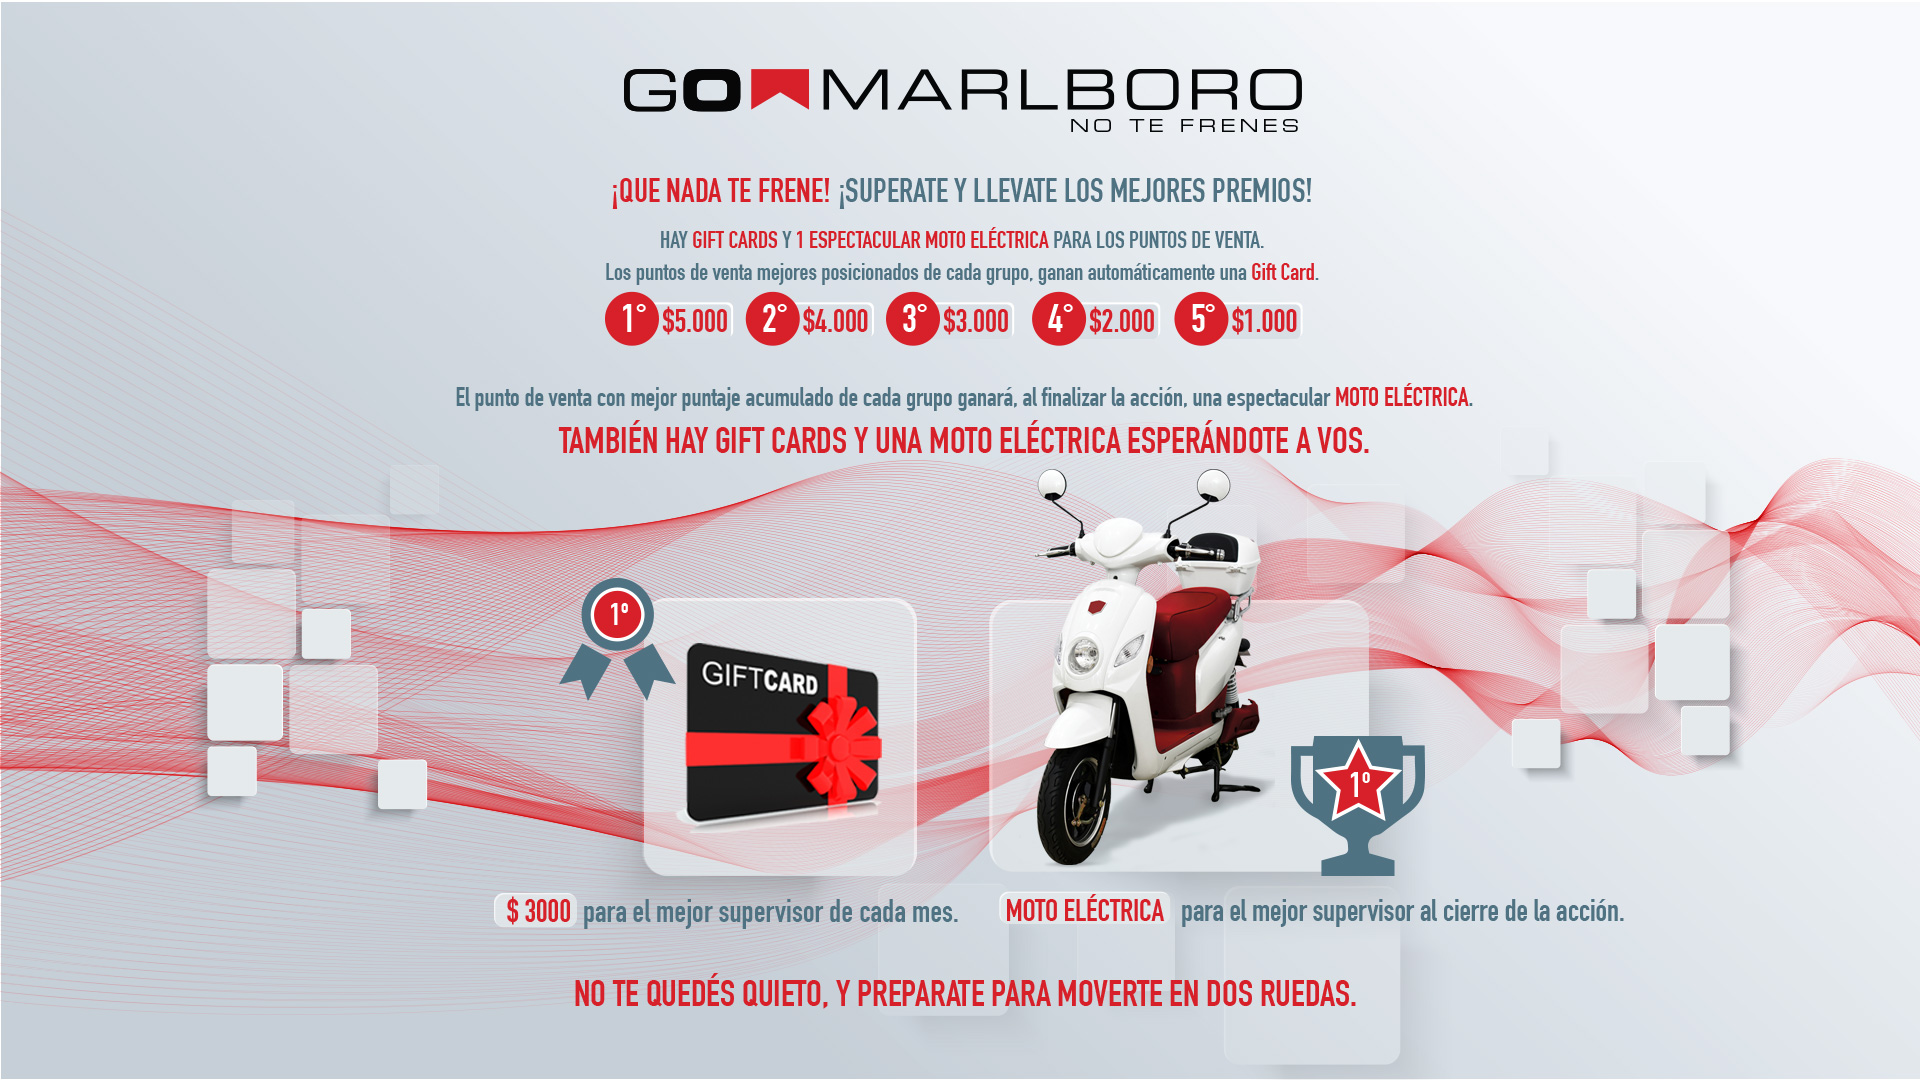 GO MARLBORO
NO TE FRENES
¡QUE NADA TE FRENE! ¡SUPERATE Y LLEVATE LOS MEJORES PREMIOS!
HAY GIFT CARDS Y 1 ESPECTACULAR MOTO ELÉCTRICA PARA LOS PUNTOS DE VENTA.
Los puntos de venta mejores posicionados de cada grupo, ganan automáticamente una Gift Card.
1° $5.000 2° $4.000 3° $3.000 4° $2.000 5° $1.000
El punto de venta con mejor puntaje acumulado de cada grupo ganará, al finalizar la acción, una espectacular MOTO ELÉCTRICA.
TAMBIÉN HAY GIFT CARDS Y UNA MOTO ELÉCTRICA ESPERÁNDOTE A VOS.
1º
GIFTCARD
1º
$ 3000 para el mejor supervisor de cada mes.
MOTO ELÉCTRICA para el mejor supervisor al cierre de la acción.
NO TE QUEDÉS QUIETO, Y PREPARATE PARA MOVERTE EN DOS RUEDAS.